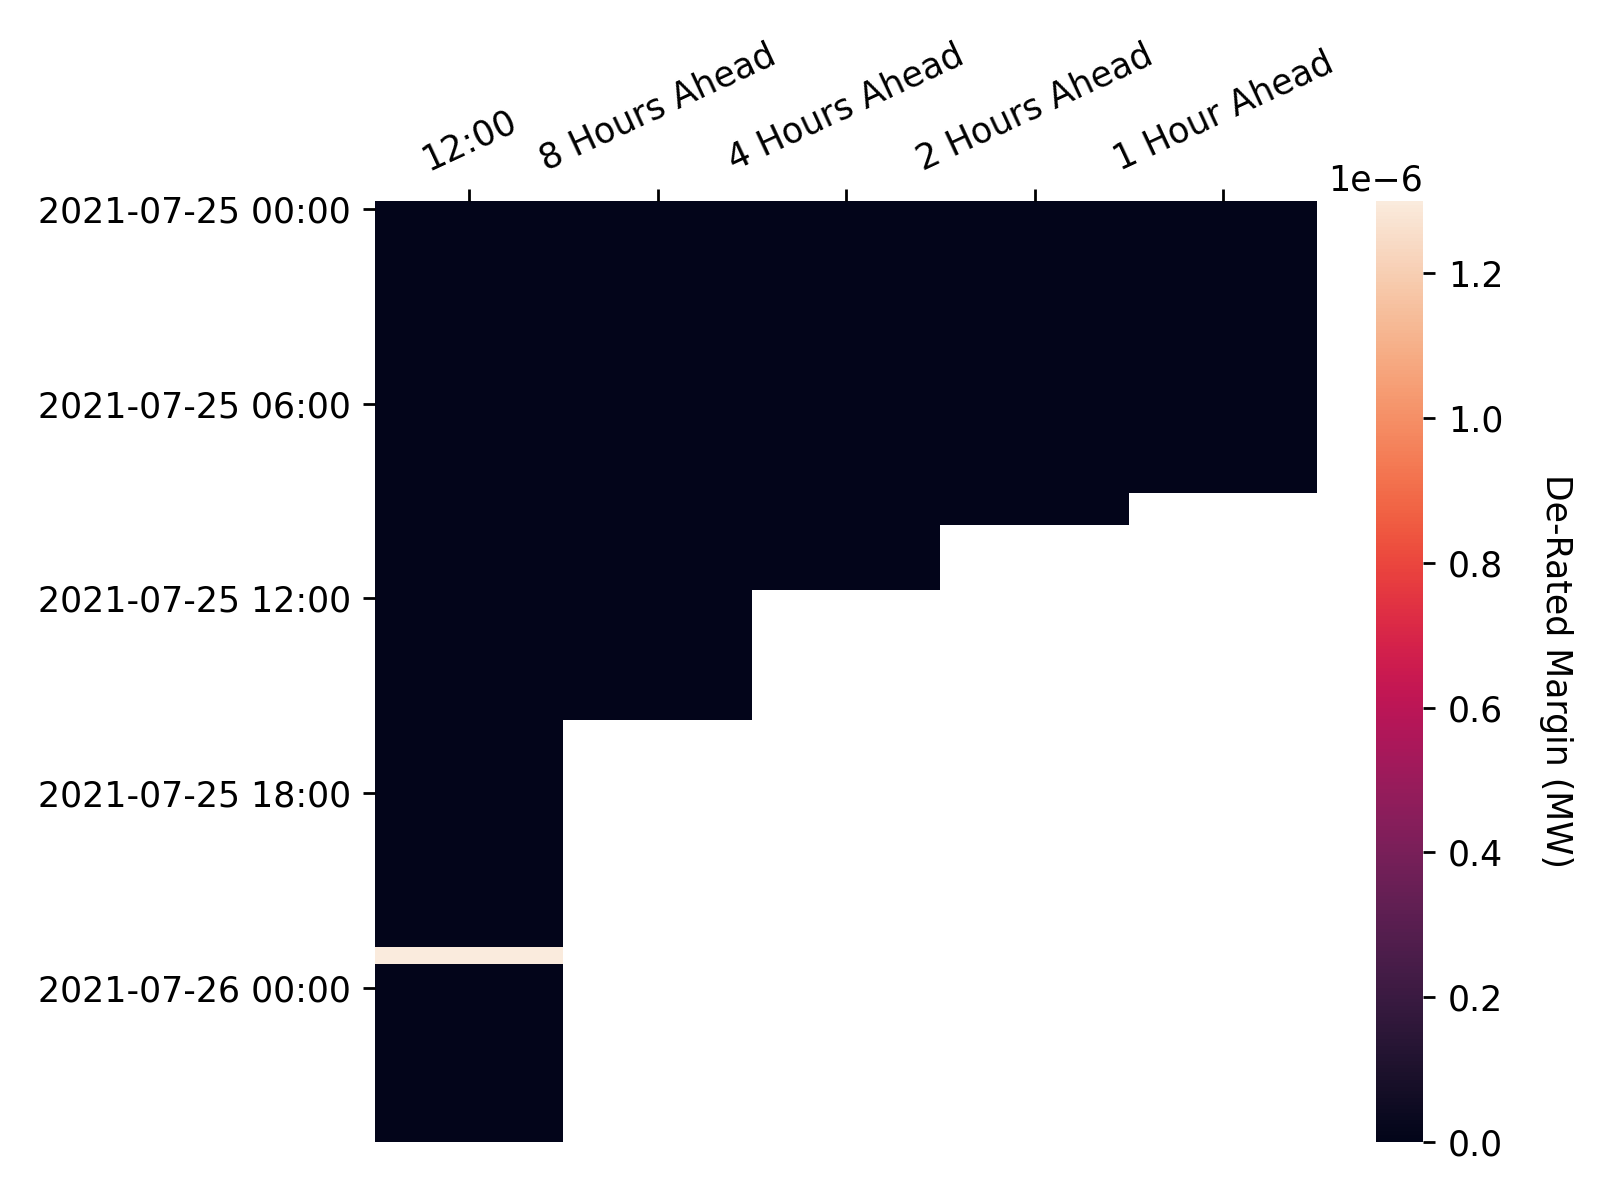 12:00
8 Hours Ahead
4 Hours Ahead
2 Hours Ahead
1 Hour Ahead
1e−6
2021-07-25 00:00
2021-07-25 06:00
2021-07-25 12:00
2021-07-25 18:00
2021-07-26 00:00
1.2
1.0
0.8
0.6
0.4
0.2
0.0
De-Rated Margin (MW)